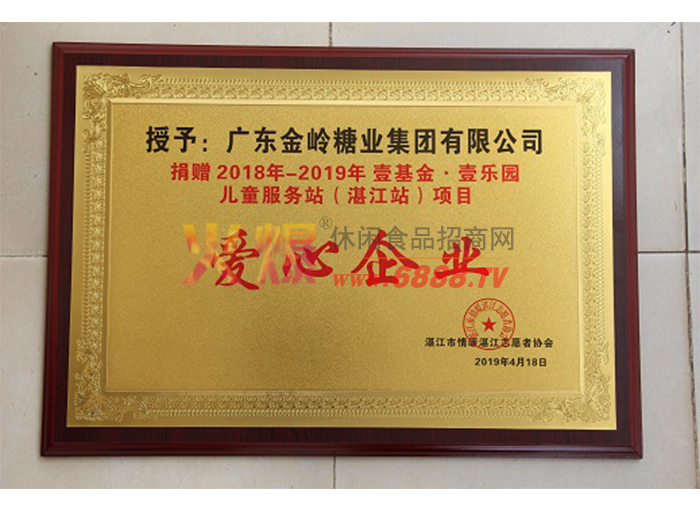 授予：广东金岭糖业集团有限公司
捐赠 2018年-2019年 壹基金·壹乐园
儿童服务站（湛江站）项目
火爆®休闲食品招商网
www.6888.TV
爱心企业
湛江市情暖湛江志愿者协会
2019年4月18日